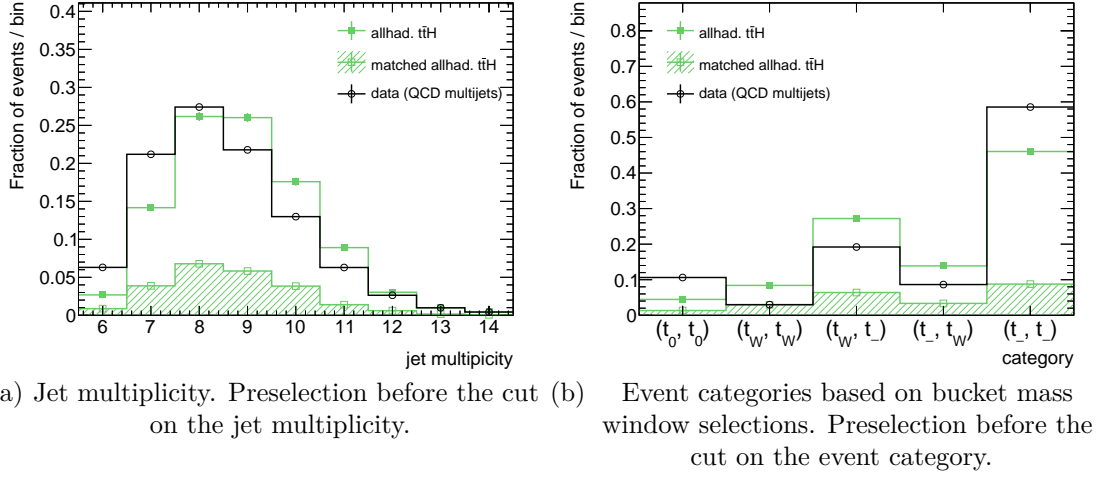 Fraction of events / bin
0.4
0.35
0.3
0.25
0.2
0.15
0.1
0.05
0
allhad. tt̄H
matched allhad. tt̄H
data (QCD multijets)
6 7 8 9 10 11 12 13 14
jet multipicity
a) Jet multiplicity. Preselection before the cut
on the jet multiplicity.
Fraction of events / bin
0.8
0.7
0.6
0.5
0.4
0.3
0.2
0.1
0
allhad. tt̄H
matched allhad. tt̄H
data (QCD multijets)
(t₀, t₀) (t_W, t_W) (t_W, t_−) (t_−, t_W) (t_−, t_−)
category
(b) Event categories based on bucket mass
window selections. Preselection before the
cut on the event category.